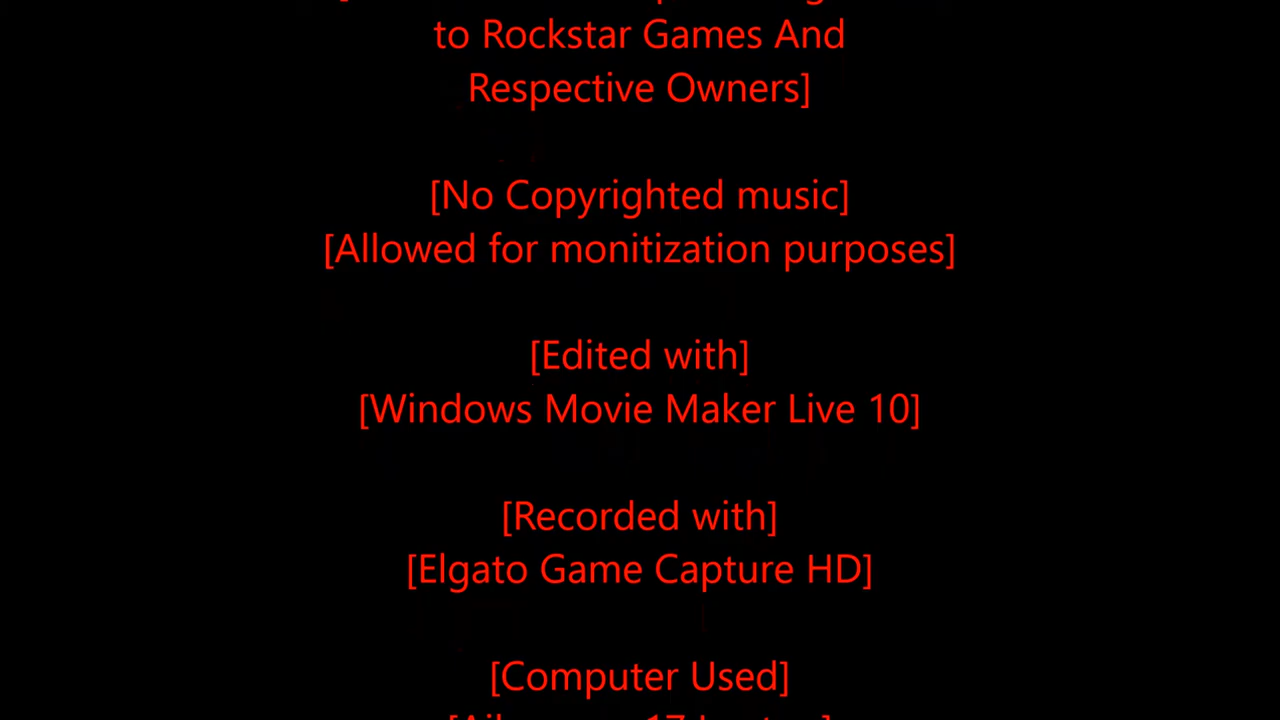 to Rockstar Games And
Respective Owners]
[No Copyrighted music]
[Allowed for monitization purposes]
[Edited with]
[Windows Movie Maker Live 10]
[Recorded with]
[Elgato Game Capture HD]
[Computer Used]